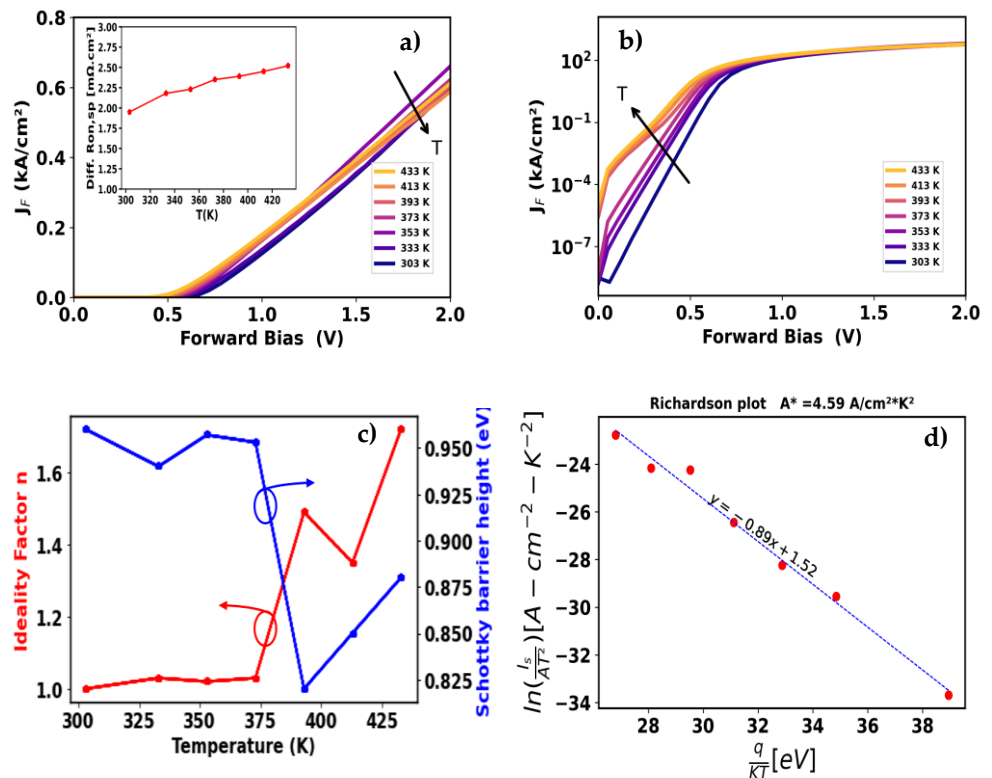 a)
J_F (kA/cm²)
0.8
0.6
0.4
0.2
0.0
0.0 0.5 1.0 1.5 2.0
Forward Bias (V)
T
433 K
413 K
393 K
373 K
353 K
333 K
303 K
Diff. Ron,sp [mΩ.cm²]
3.00
2.75
2.50
2.25
2.00
1.75
1.50
1.25
1.00
300 320 340 360 380 400 420
T(K)
b)
J_F (kA/cm²)
10²
10⁻¹
10⁻⁴
10⁻⁷
0.0 0.5 1.0 1.5 2.0
Forward Bias (V)
T
433 K
413 K
393 K
373 K
353 K
333 K
303 K
c)
Ideality Factor n
1.6
1.4
1.2
1.0
300 325 350 375 400 425
Temperature (K)
Schottky barrier height (eV)
0.950
0.925
0.900
0.875
0.850
0.825
Richardson plot A* =4.59 A/cm²*K²
d)
ln(I_s/AT²)[A − cm⁻² − K⁻²]
−24
−26
−28
−30
−32
−34
y = −0.89x + 1.52
28 30 32 34 36 38
q/KT [eV]